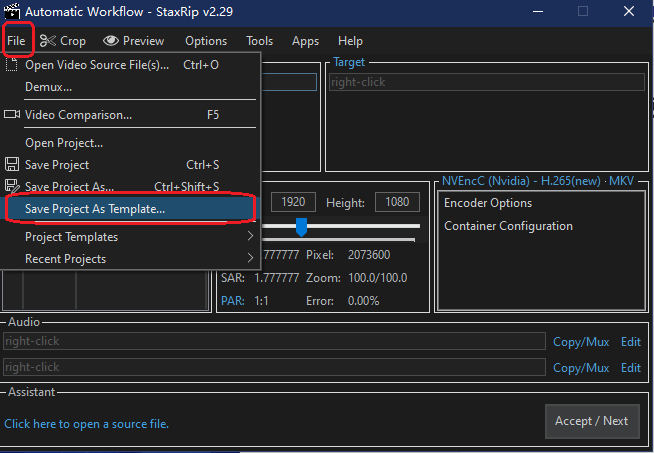 Automatic Workflow - StaxRip v2.29
File Crop Preview Options Tools Apps Help
Open Video Source File(s)... Ctrl+O
Demux...
Video Comparison... F5
Open Project...
Save Project Ctrl+S
Save Project As... Ctrl+Shift+S
Save Project As Template...
Project Templates
Recent Projects
Target
right-click
1920 Height: 1080
.777777 Pixel: 2073600
SAR: 1.777777 Zoom: 100.0/100.0
PAR: 1:1 Error: 0.00%
NVEncC (Nvidia) - H.265(new) · MKV
Encoder Options
Container Configuration
Audio
right-click Copy/Mux Edit
right-click Copy/Mux Edit
Assistant
Click here to open a source file.
Accept / Next